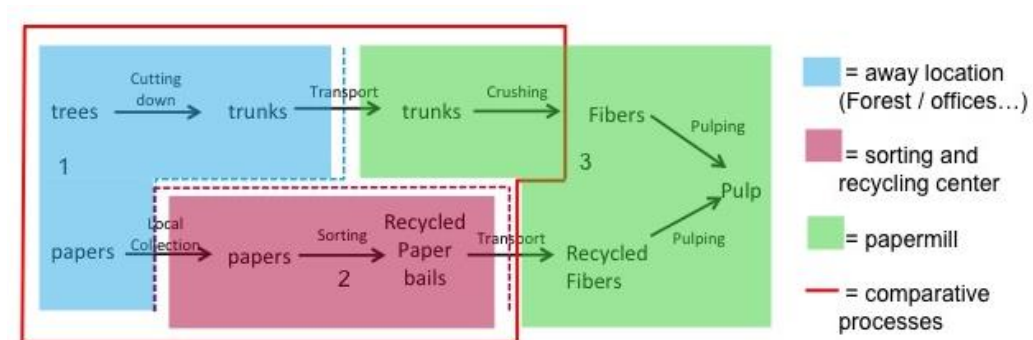 trees
Cutting
down
trunks
Transport
trunks
Crushing
Fibers
Pulping
1
3
Pulp
papers
Local
Collection
papers
Sorting
2
Recycled
Paper
bails
Transport
Recycled
Fibers
Pulping
= away location
(Forest / offices…)
= sorting and
recycling center
= papermill
= comparative
processes